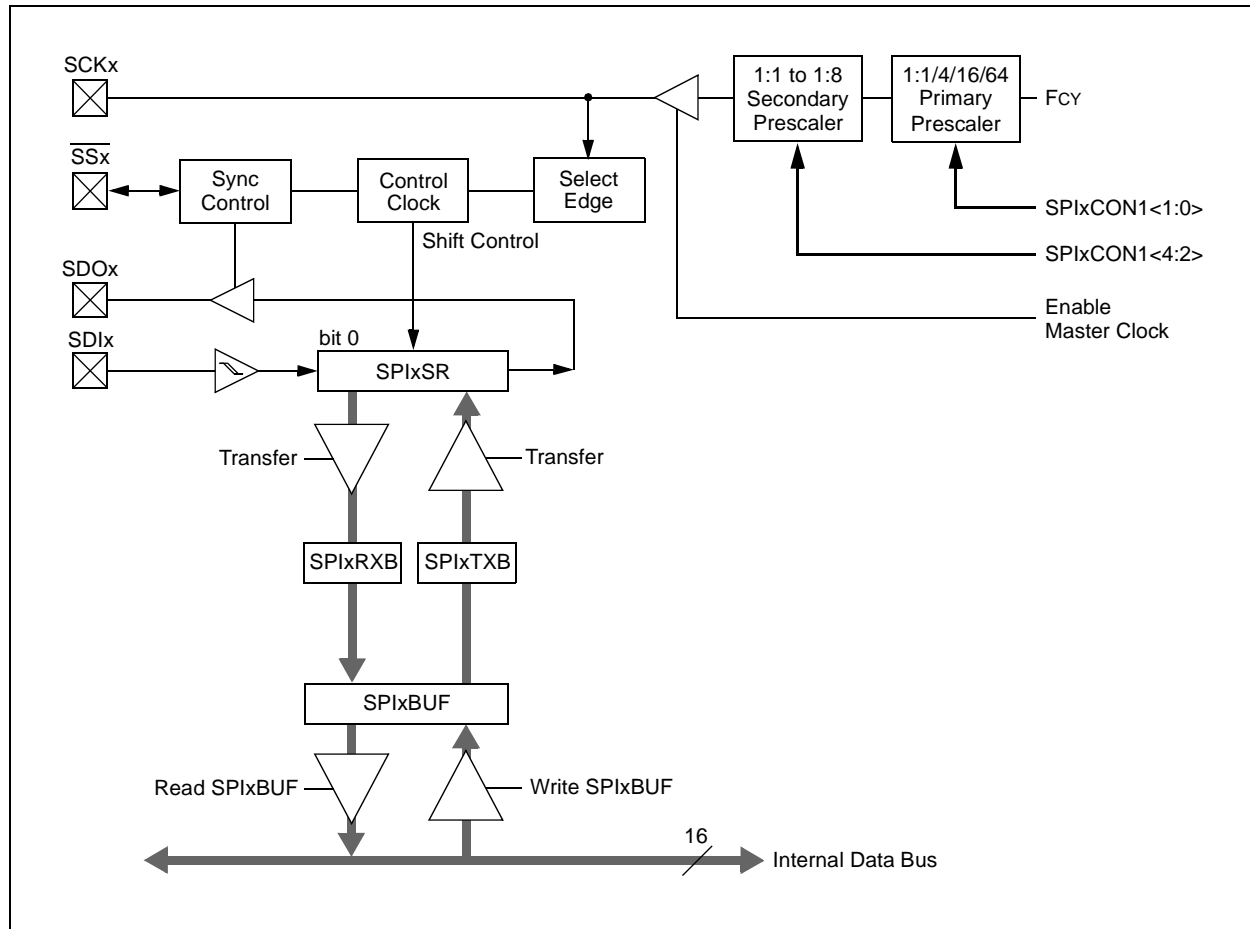 SCKx
1:1 to 1:8
Secondary
Prescaler
1:1/4/16/64
Primary
Prescaler
FCY
SSx
Sync
Control
Control
Clock
Select
Edge
SPIxCON1<1:0>
Shift Control
SPIxCON1<4:2>
SDOx
Enable
Master Clock
SDIx
bit 0
SPIxSR
Transfer
Transfer
SPIxRXB
SPIxTXB
SPIxBUF
Read SPIxBUF
Write SPIxBUF
16
Internal Data Bus